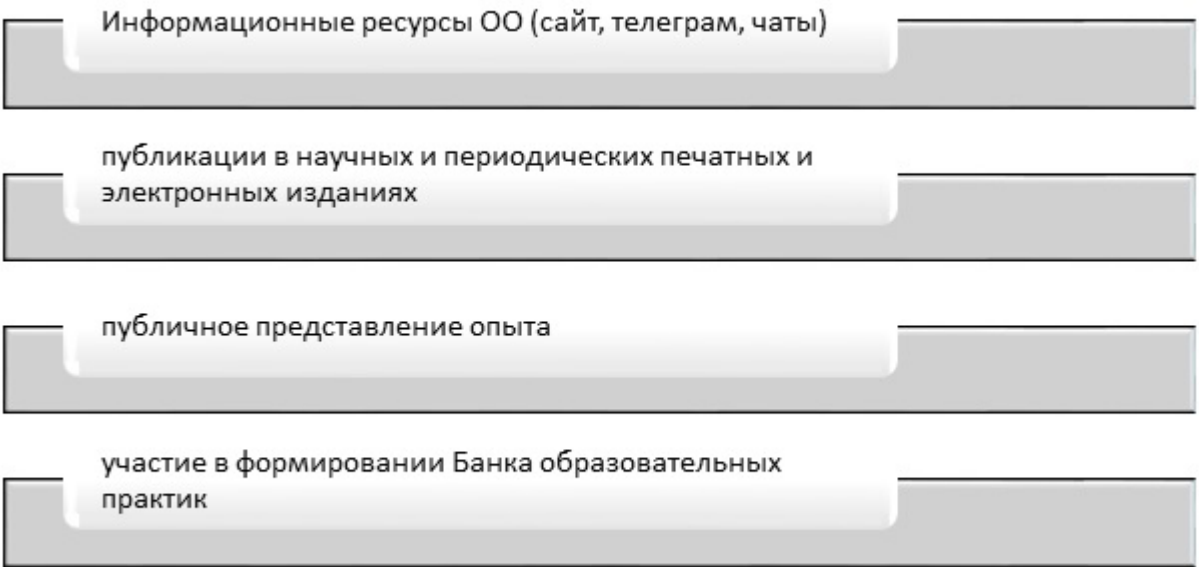 Информационные ресурсы ОО (сайт, телеграм, чаты)
публикации в научных и периодических печатных и
электронных изданиях
публичное представление опыта
участие в формировании Банка образовательных
практик